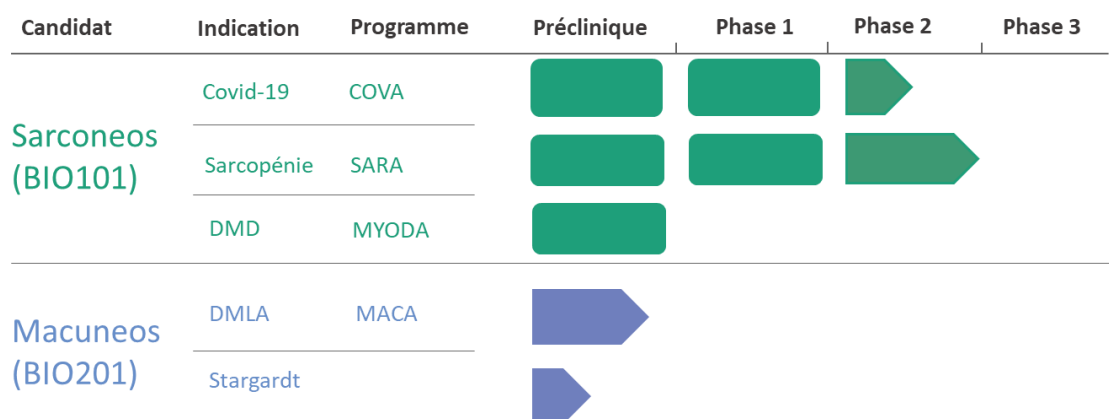 Candidat Indication Programme Préclinique Phase 1 Phase 2 Phase 3
Covid-19 COVA
Sarconeos
(BIO101)
Sarcopénie SARA
DMD MYODA
DMLA MACA
Macuneos
(BIO201)
Stargardt